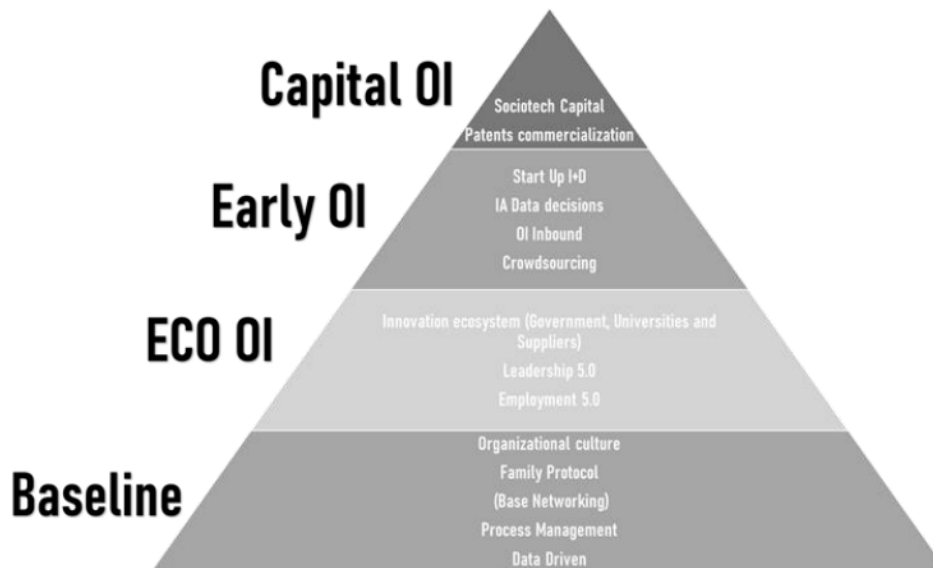 Capital OI
Sociotech Capital
Patents commercialization
Early OI
Start Up I+D
IA Data decisions
OI Inbound
Crowdsourcing
ECO OI
Innovation ecosystem (Government, Universities and
Suppliers)
Leadership 5.0
Employment 5.0
Baseline
Organizational culture
Family Protocol
(Base Networking)
Process Management
Data Driven